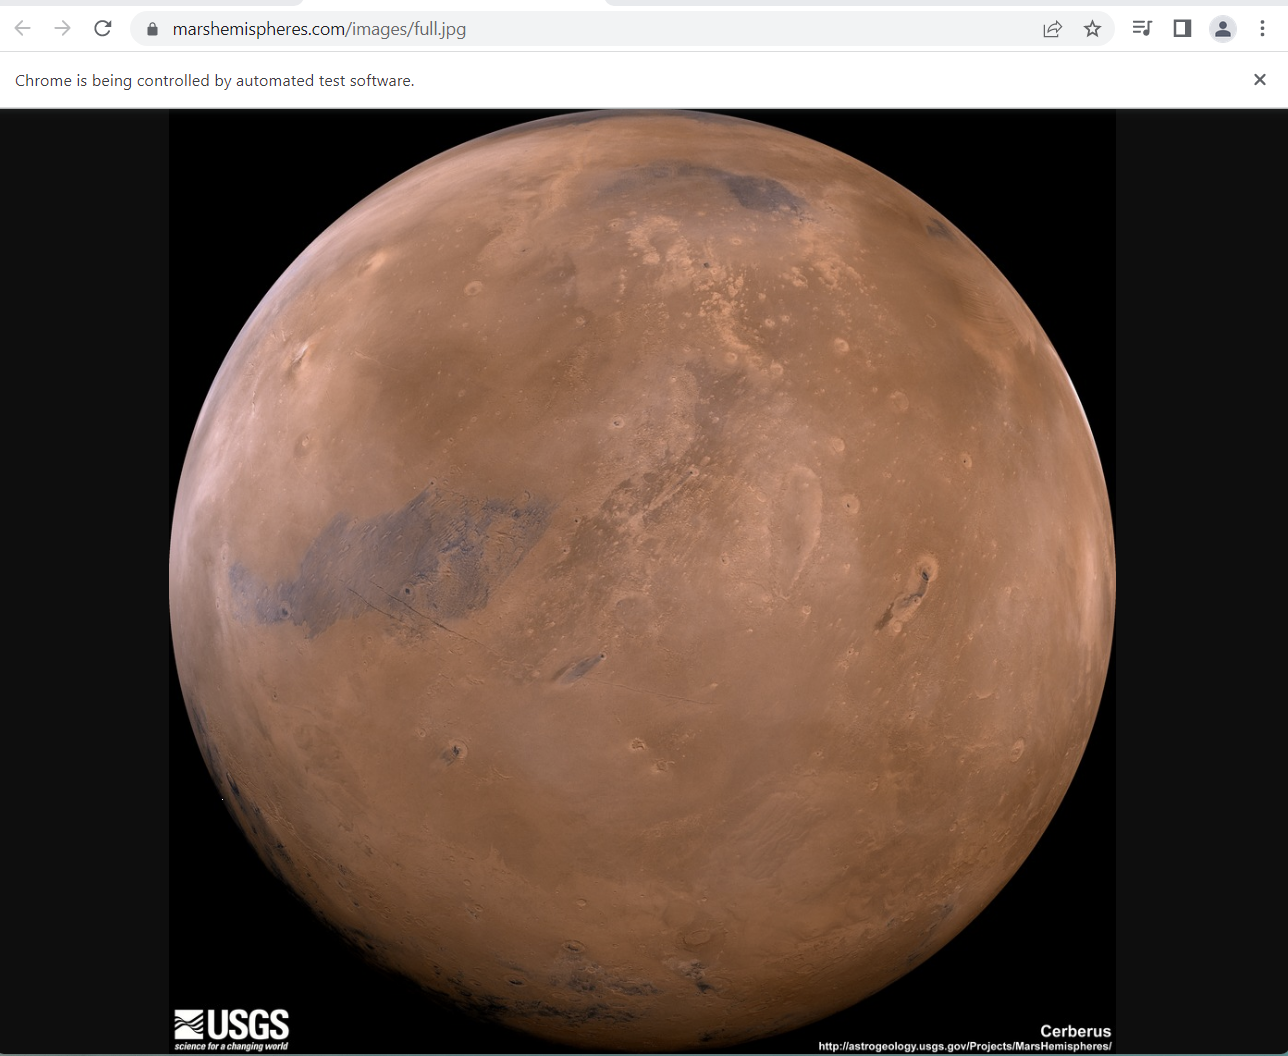 marshemispheres.com/images/full.jpg
Chrome is being controlled by automated test software.
USGS
science for a changing world
Cerberus
http://astrogeology.usgs.gov/Projects/MarsHemispheres/